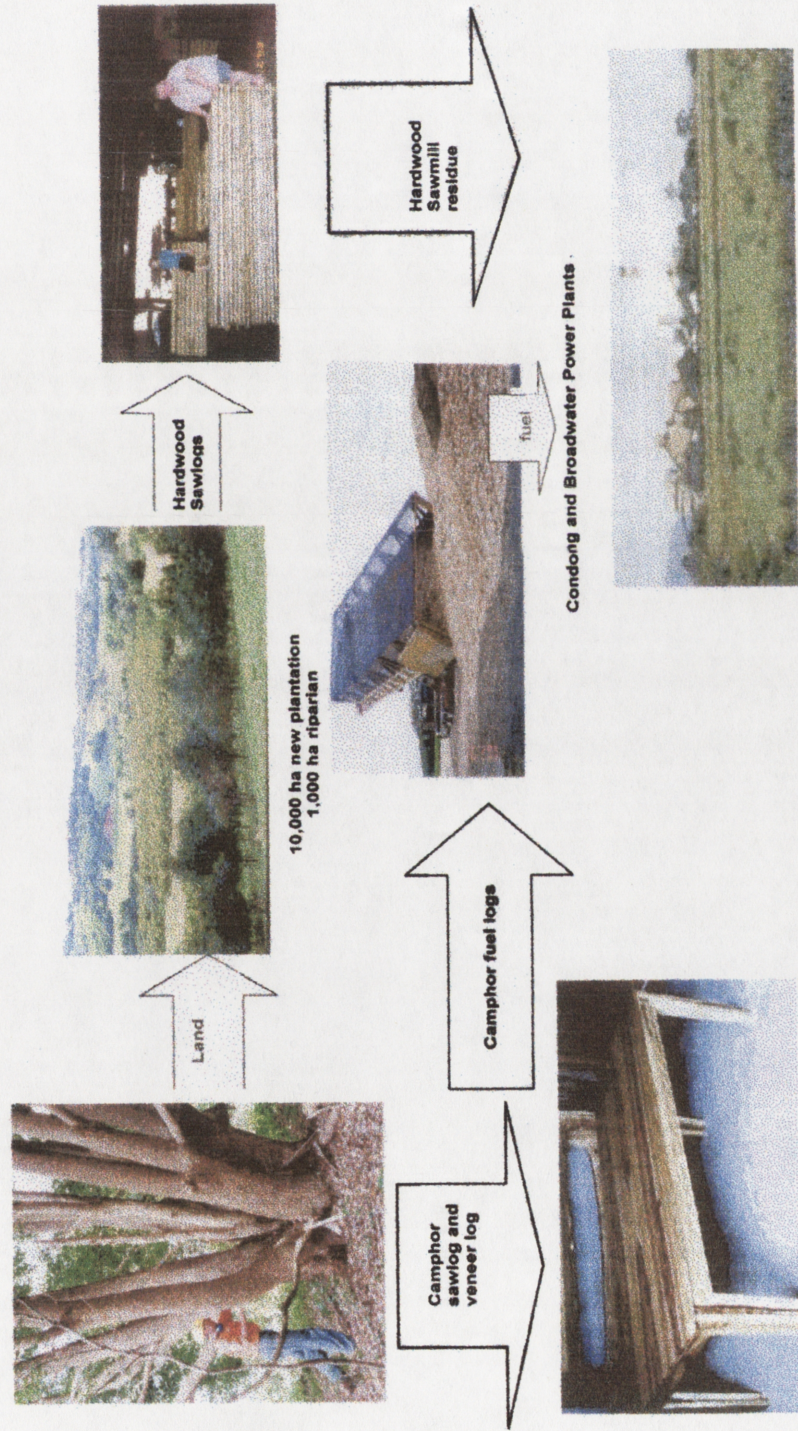 Land
Hardwood
Sawlogs
10,000 ha new plantation
1,000 ha riparian
Camphor
sawlog and
veneer log
Camphor fuel logs
fuel
Hardwood
Sawmill
residue
Condong and Broadwater Power Plants